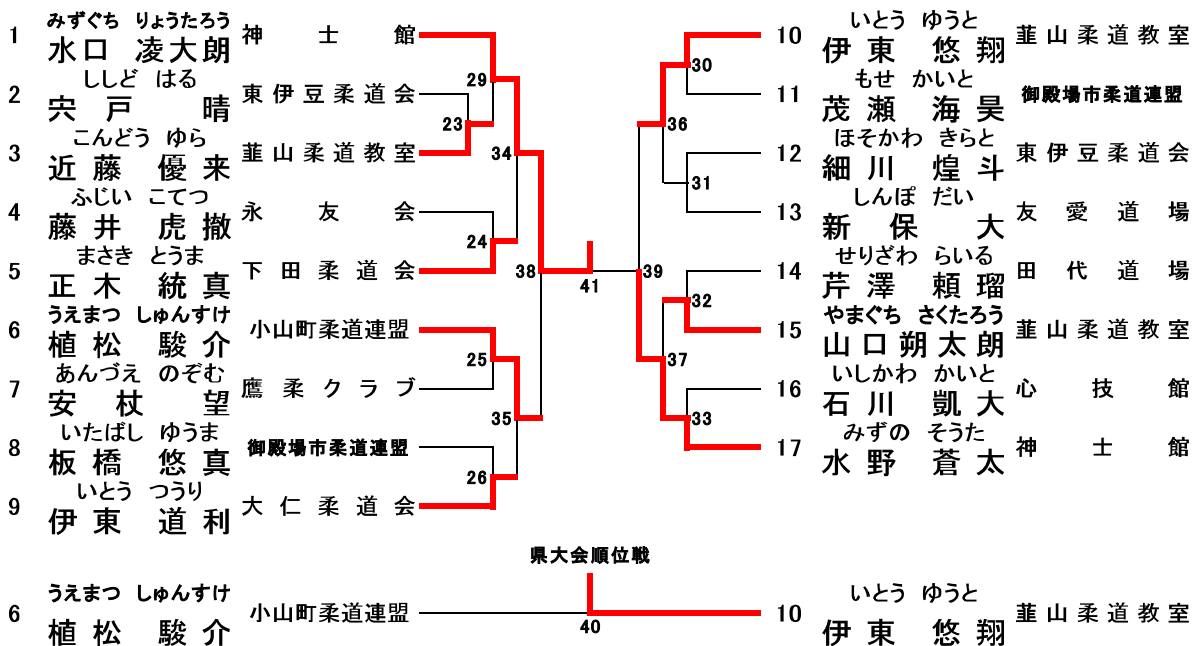 みずぐち りょうたろう
1 水口 凌大朗 神士館
29
ししど はる
2 宍戸 晴 東伊豆柔道会
23
こんどう ゆら
3 近藤 優来 韮山柔道教室
34
ふじい こてつ
4 藤井 虎撤 永友会
24
まさき とうま
5 正木 統真 下田柔道会
38
41
うえまつ しゅんすけ
6 植松 駿介 小山町柔道連盟
25
あんづえ のぞむ
7 安杖 望 鷹柔クラブ
35
いたばし ゆうま
8 板橋 悠真 御殿場市柔道連盟
26
いとう つうり
9 伊東 道利 大仁柔道会
いとう ゆうと
10 伊東 悠翔 韮山柔道教室
30
もせ かいと
11 茂瀬 海昊 御殿場市柔道連盟
36
ほそかわ きらと
12 細川 煌斗 東伊豆柔道会
31
しんぽ だい
13 新保 大 友愛道場
39
せりざわ らいる
14 芹澤 頼瑠 田代道場
32
やまぐち さくたろう
15 山口朔太朗 韮山柔道教室
37
いしかわ かいと
16 石川 凱大 心技館
33
みずの そうた
17 水野 蒼太 神士館
県大会順位戦
うえまつ しゅんすけ
6 植松 駿介 小山町柔道連盟
40
いとう ゆうと
10 伊東 悠翔 韮山柔道教室